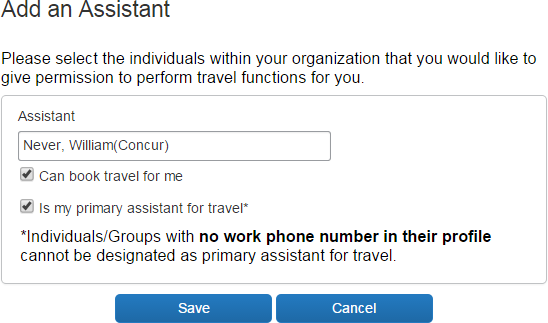 Add an Assistant
Please select the individuals within your organization that you would like to
give permission to perform travel functions for you.
Assistant
Never, William(Concur)
Can book travel for me
Is my primary assistant for travel*
*Individuals/Groups with no work phone number in their profile
cannot be designated as primary assistant for travel.
Save
Cancel